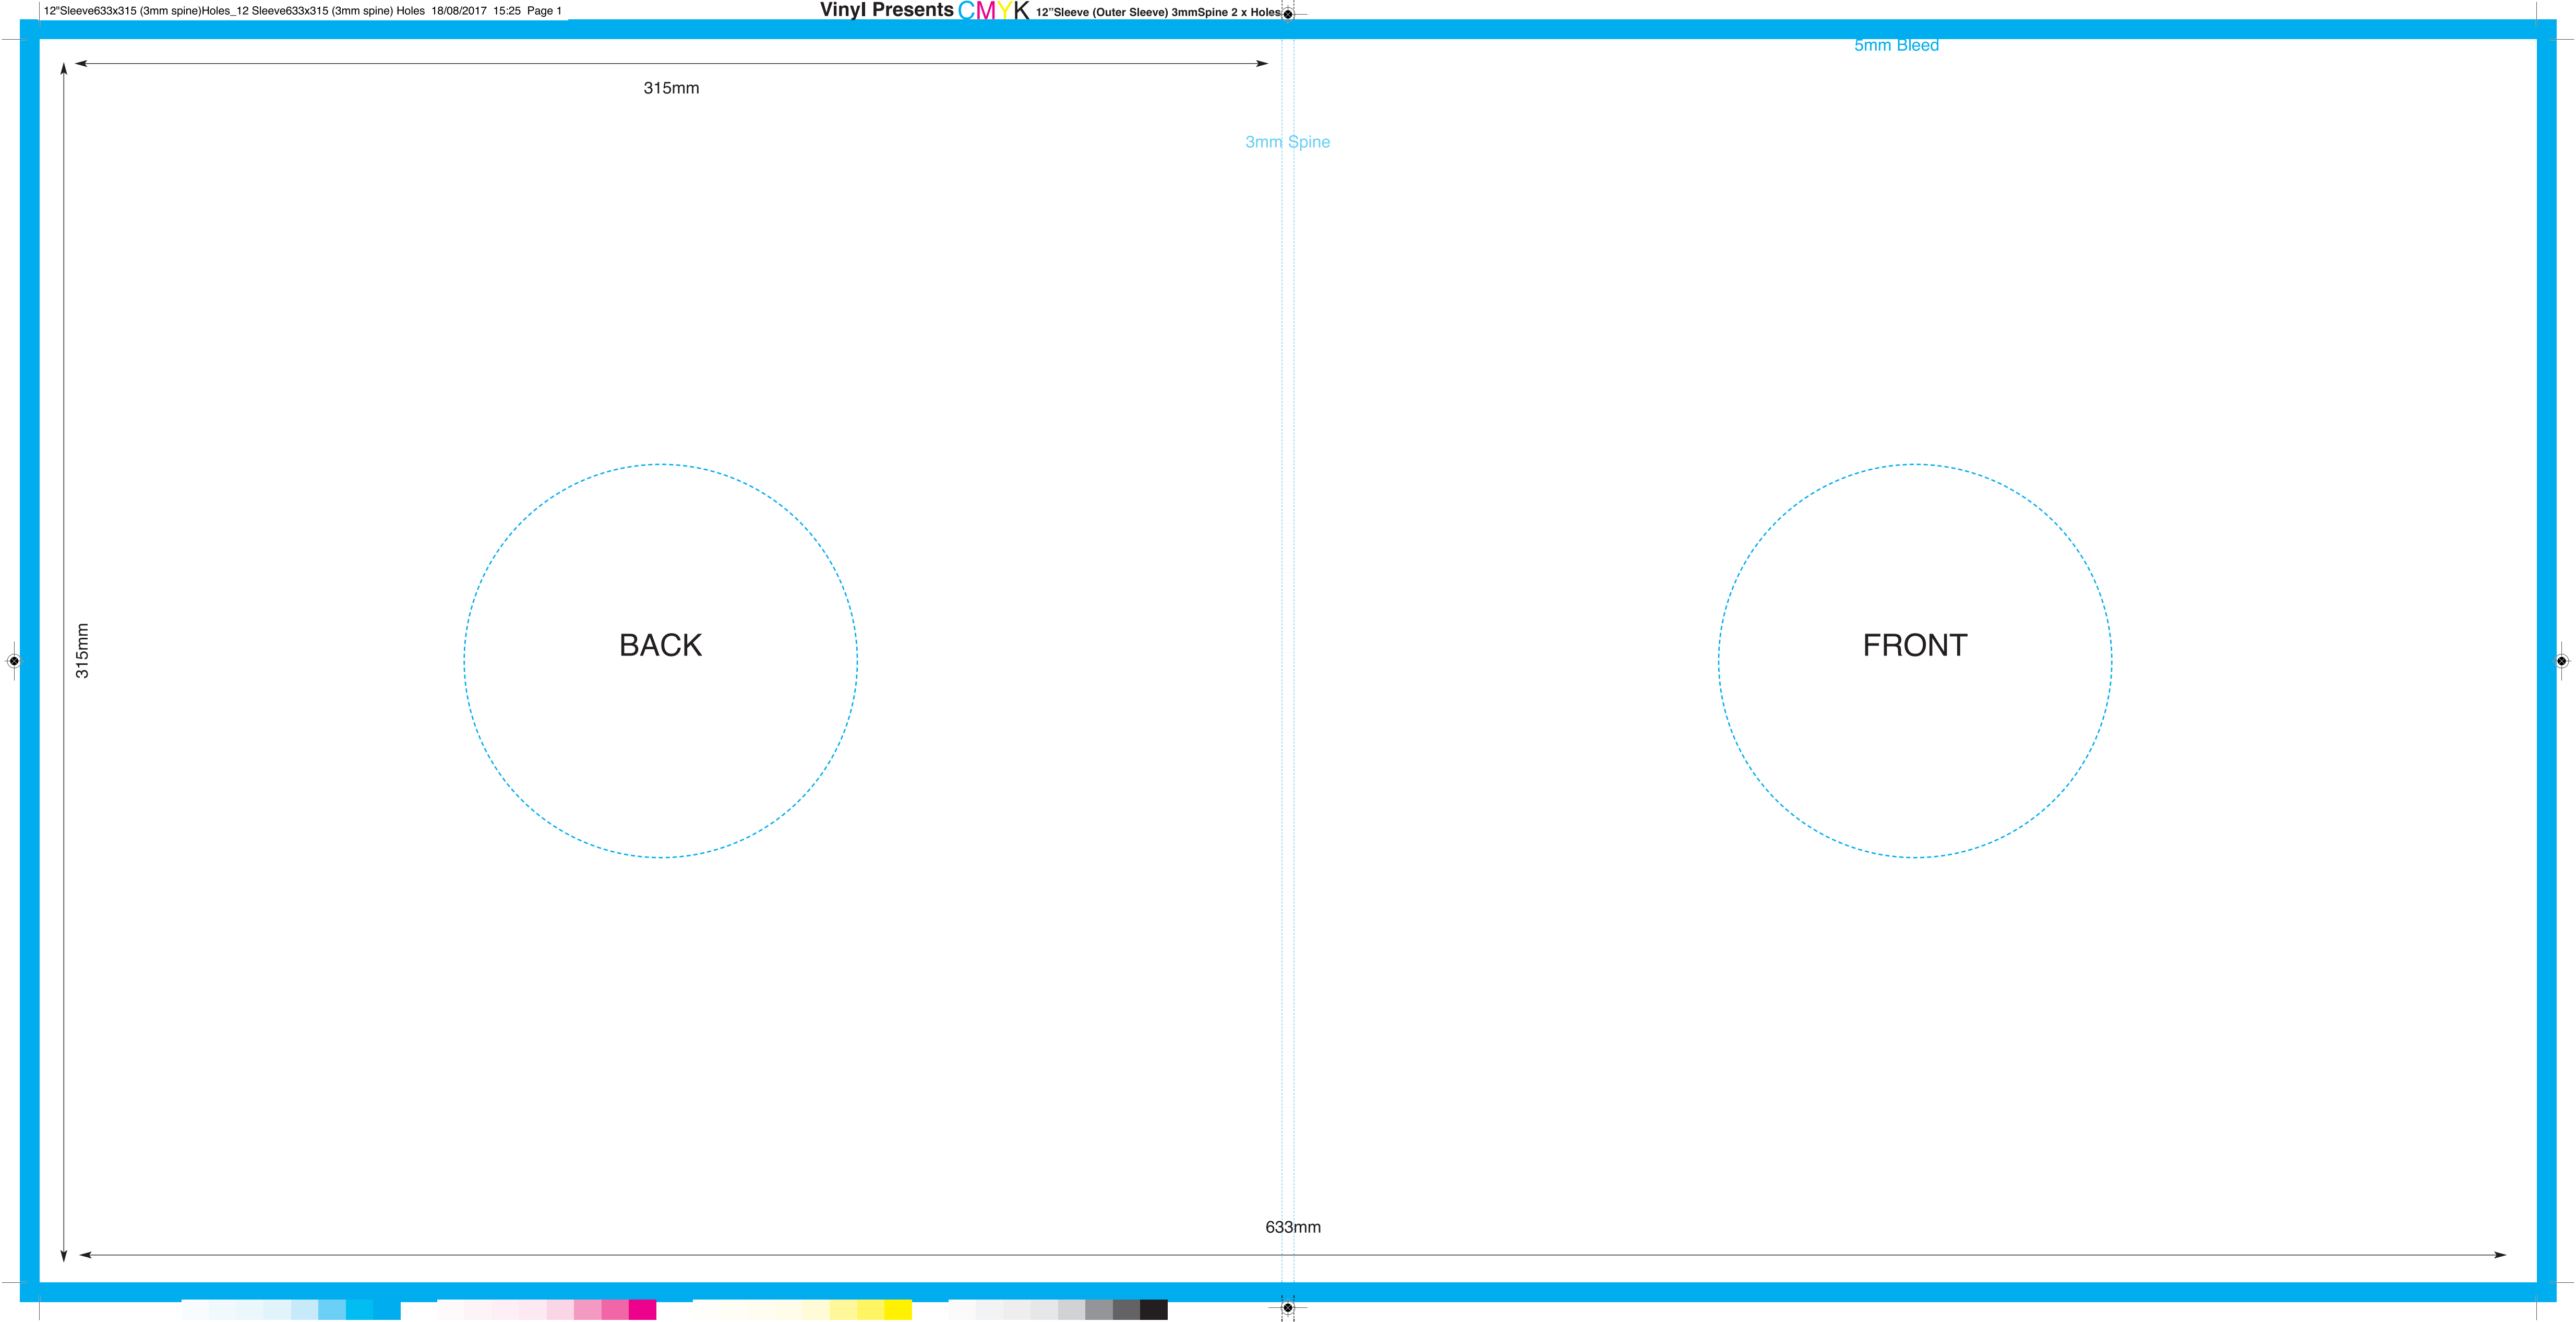 12"Sleeve633x315 (3mm spine)Holes_12 Sleeve633x315 (3mm spine) Holes 18/08/2017 15:25 Page 1
Vinyl Presents CMYK 12”Sleeve (Outer Sleeve) 3mmSpine 2 x Holes
5mm Bleed
315mm
3mm Spine
315mm
BACK
FRONT
633mm